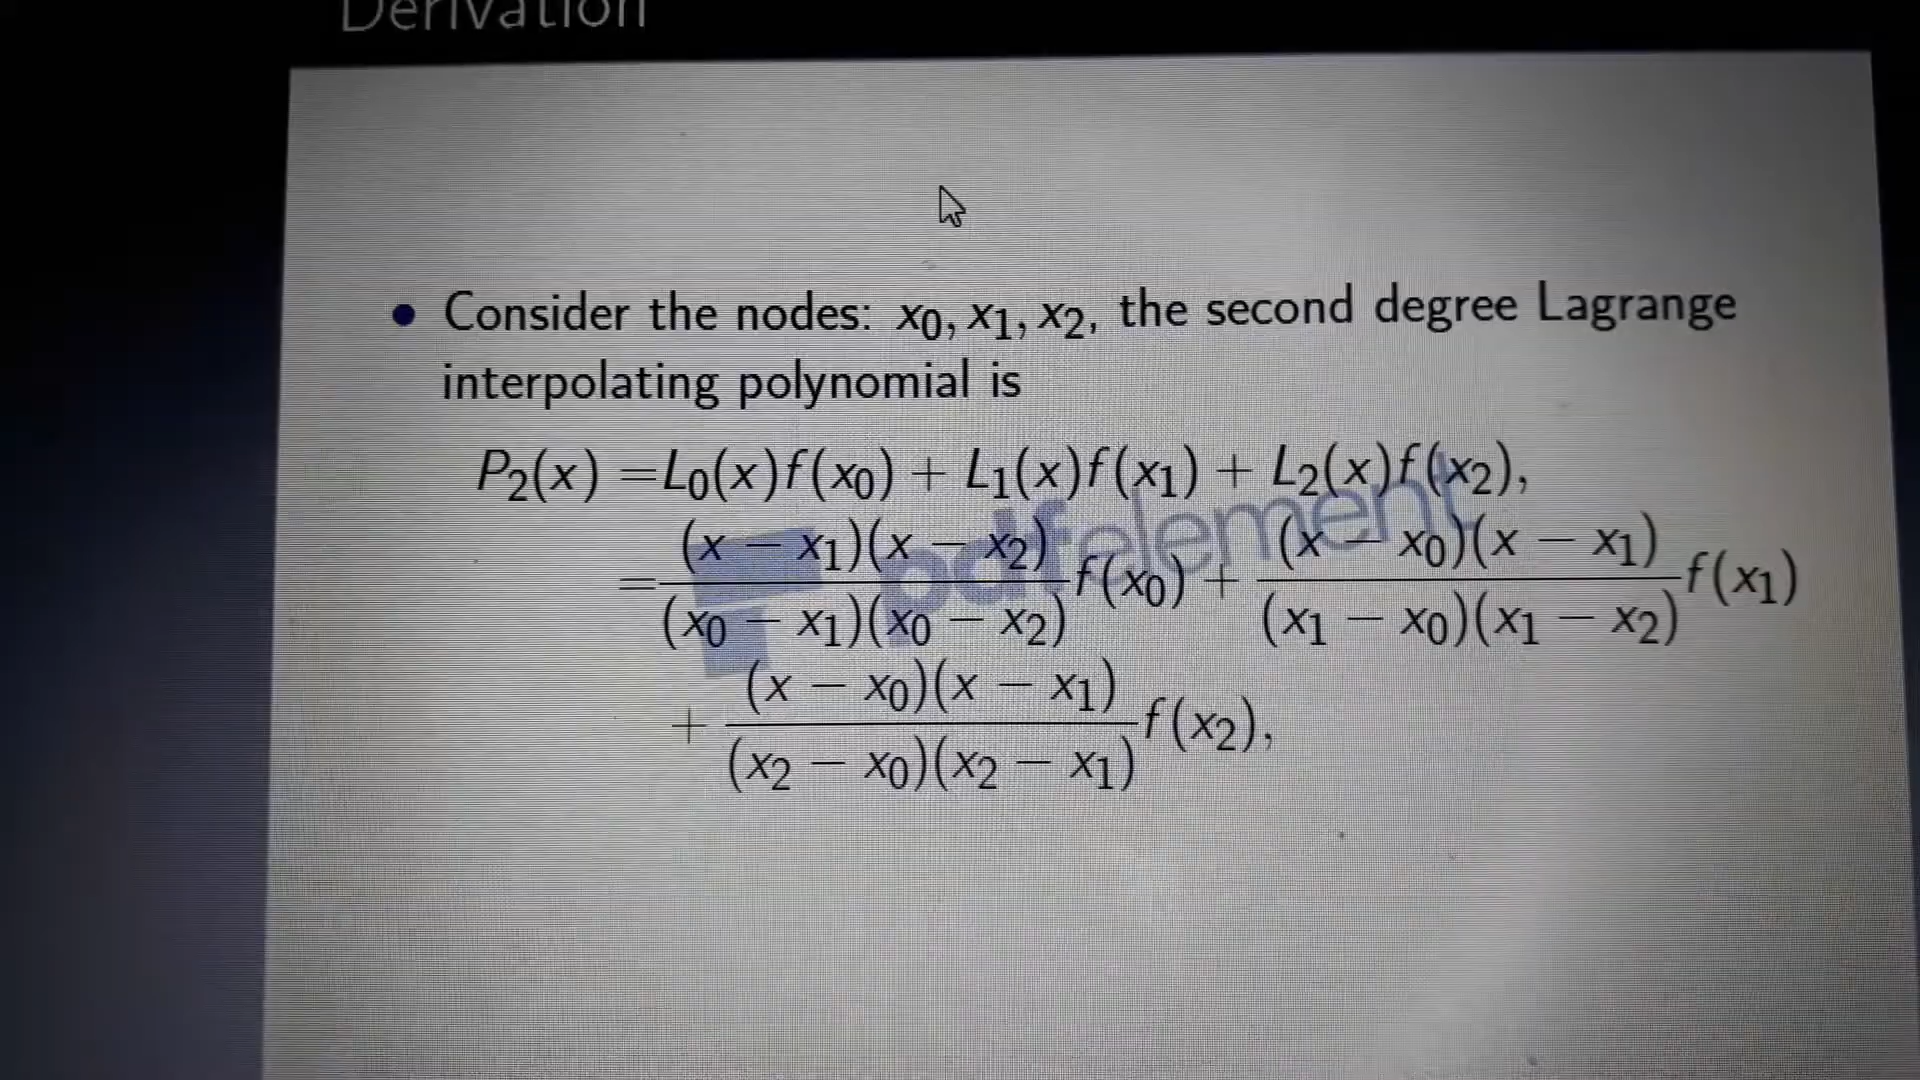 Derivation
• Consider the nodes: x₀, x₁, x₂, the second degree Lagrange
interpolating polynomial is
P₂(x) =L₀(x)f(x₀) + L₁(x)f(x₁) + L₂(x)f(x₂),
=(x − x₁)(x − x₂)/(x₀ − x₁)(x₀ − x₂) f(x₀) + (x − x₀)(x − x₁)/(x₁ − x₀)(x₁ − x₂) f(x₁)
+ (x − x₀)(x − x₁)/(x₂ − x₀)(x₂ − x₁) f(x₂),
pdfelement